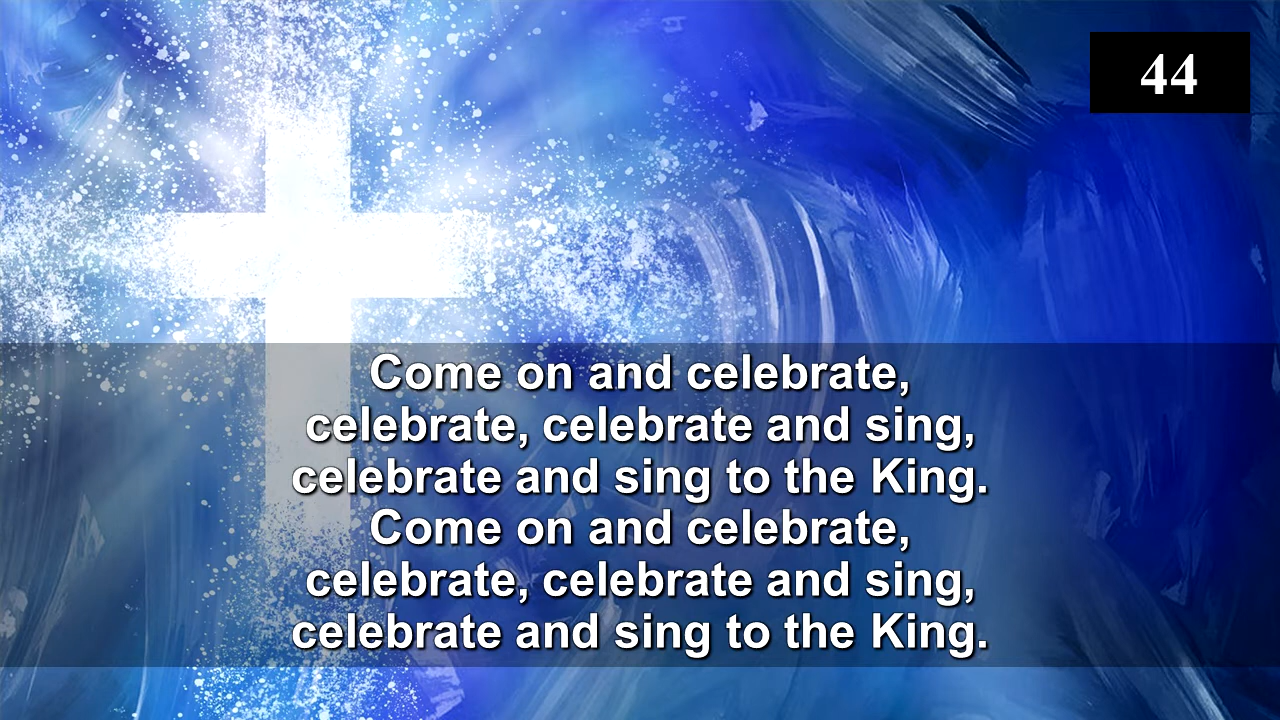 44
Come on and celebrate,
celebrate, celebrate and sing,
celebrate and sing to the King.
Come on and celebrate,
celebrate, celebrate and sing,
celebrate and sing to the King.